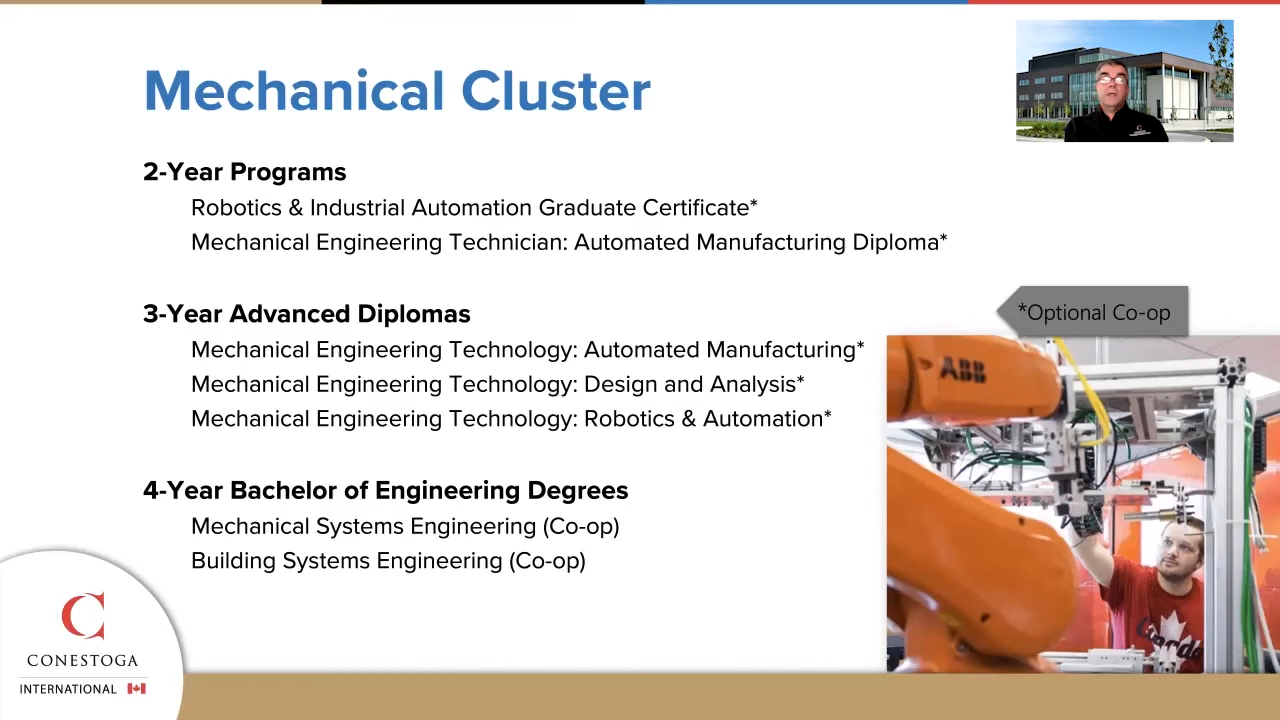 Mechanical Cluster
2-Year Programs
Robotics & Industrial Automation Graduate Certificate*
Mechanical Engineering Technician: Automated Manufacturing Diploma*
3-Year Advanced Diplomas
*Optional Co-op
Mechanical Engineering Technology: Automated Manufacturing*
Mechanical Engineering Technology: Design and Analysis*
Mechanical Engineering Technology: Robotics & Automation*
ABB
4-Year Bachelor of Engineering Degrees
Mechanical Systems Engineering (Co-op)
Building Systems Engineering (Co-op)
C
CONESTOGA
INTERNATIONAL